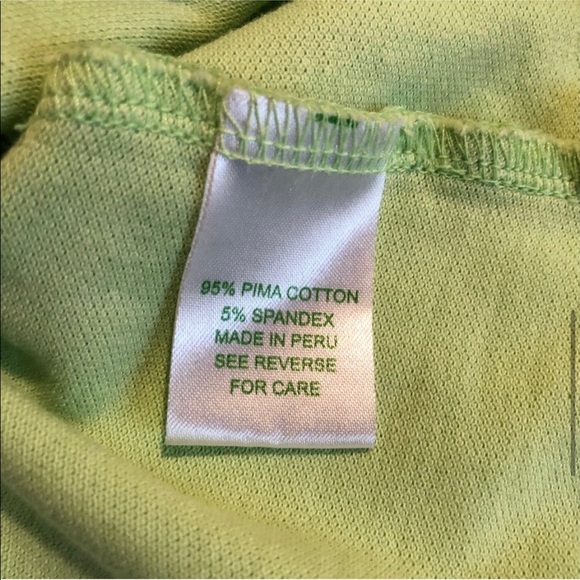 95% PIMA COTTON
5% SPANDEX
MADE IN PERU
SEE REVERSE
FOR CARE